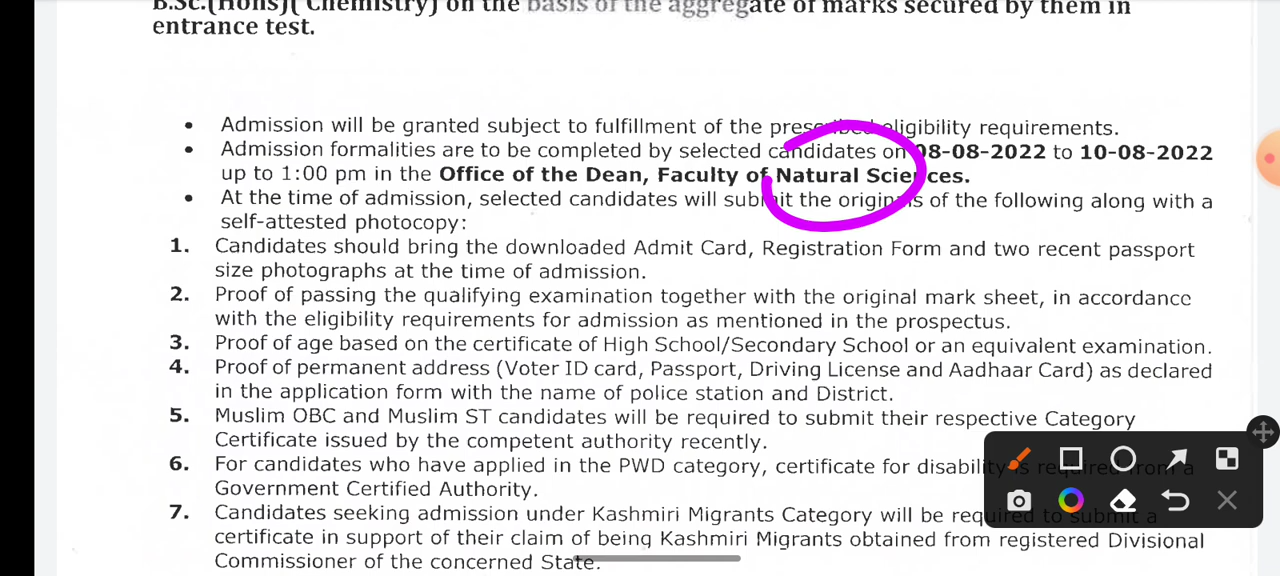 B.Sc.(Hons)( Chemistry) on the basis of the aggregate of marks secured by them in
entrance test.
• Admission will be granted subject to fulfillment of the prescribed eligibility requirements.
• Admission formalities are to be completed by selected candidates on 08-08-2022 to 10-08-2022
up to 1:00 pm in the Office of the Dean, Faculty of Natural Sciences.
• At the time of admission, selected candidates will submit the originals of the following along with a
self-attested photocopy:
1. Candidates should bring the downloaded Admit Card, Registration Form and two recent passport
size photographs at the time of admission.
2. Proof of passing the qualifying examination together with the original mark sheet, in accordance
with the eligibility requirements for admission as mentioned in the prospectus.
3. Proof of age based on the certificate of High School/Secondary School or an equivalent examination.
4. Proof of permanent address (Voter ID card, Passport, Driving License and Aadhaar Card) as declared
in the application form with the name of police station and District.
5. Muslim OBC and Muslim ST candidates will be required to submit their respective Category
Certificate issued by the competent authority recently.
6. For candidates who have applied in the PWD category, certificate for disability is required from a
Government Certified Authority.
7. Candidates seeking admission under Kashmiri Migrants Category will be required to submit a
certificate in support of their claim of being Kashmiri Migrants obtained from registered Divisional
Commissioner of the concerned State.